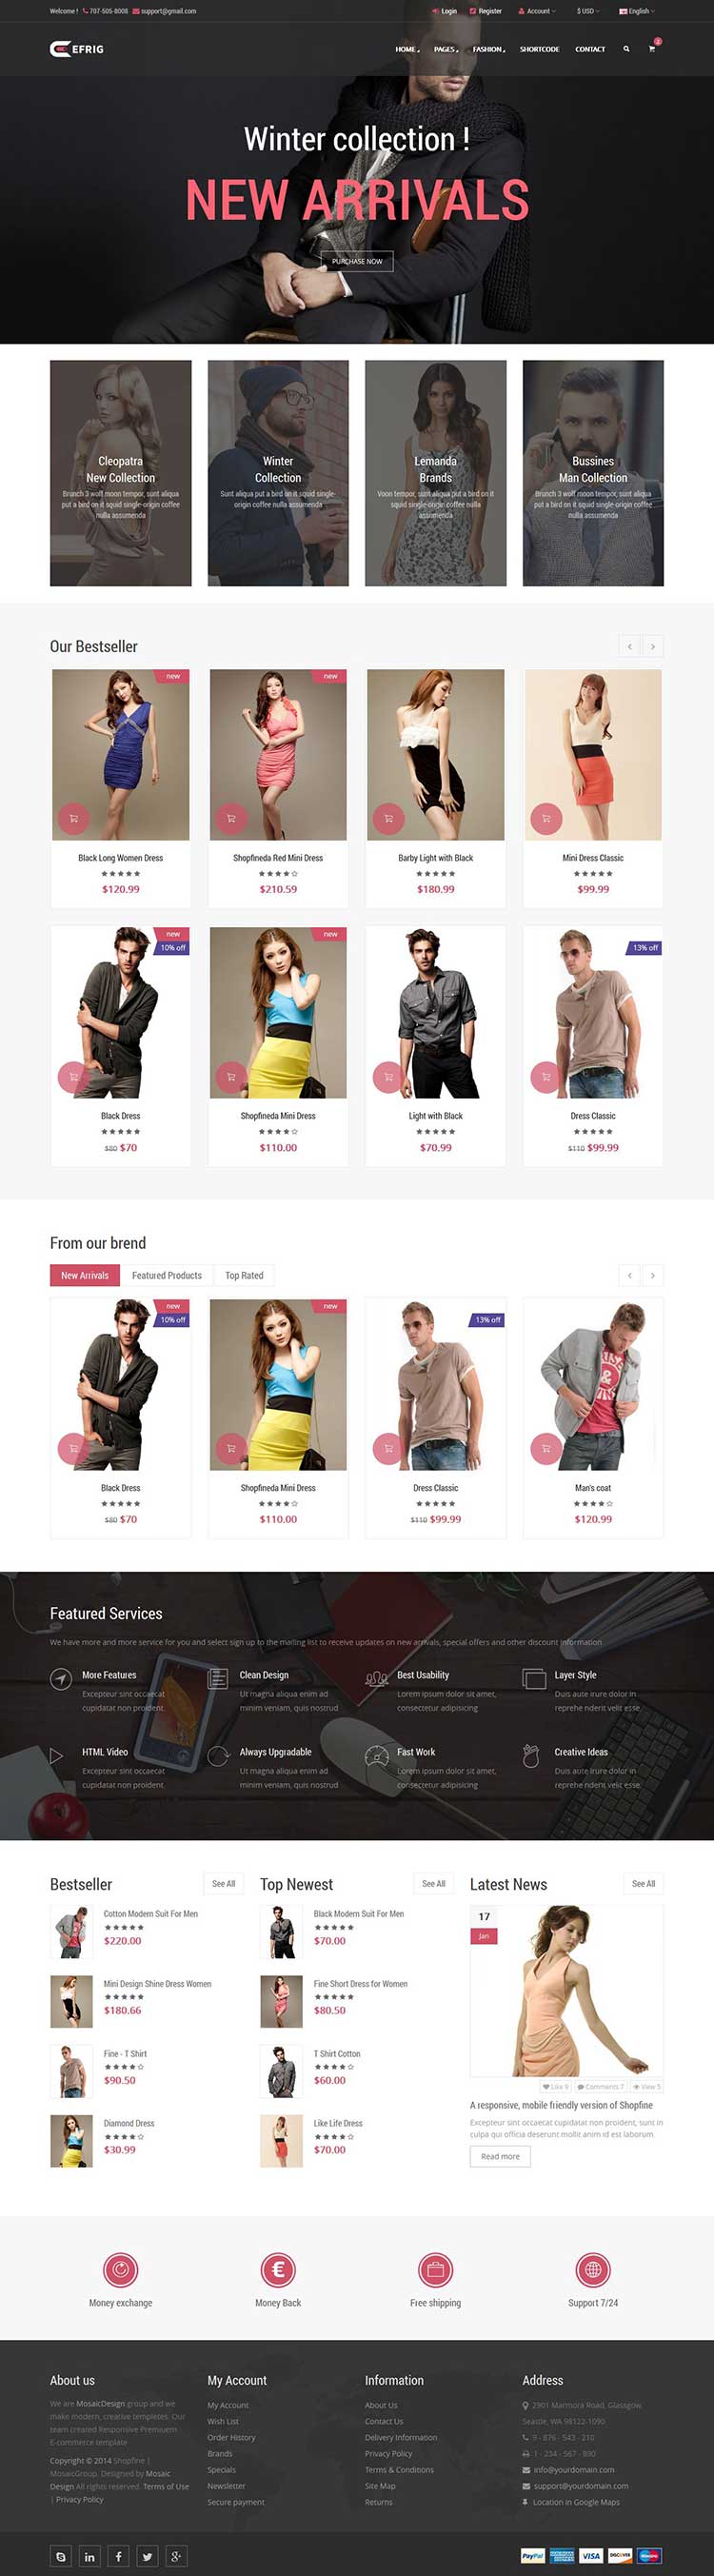 Welcome ! 707-505-8008 support@gmail.com Login Register Account $ USD English
EFRIG HOME PAGES FASHION SHORTCODE CONTACT
Winter collection !
NEW ARRIVALS
PURCHASE NOW
Cleopatra
New Collection
Brunch 3 wolf moon tempor, sunt aliqua
put a bird on it squid single-origin coffee
nulla assumenda
Winter
Collection
Sunt aliqua put a bird on it squid single-
origin coffee nulla assumenda
Lemanda
Brands
Voon tempor, sunt aliqua put a bird on it
squid single-origin coffee nulla
assumenda
Bussines
Man Collection
Brunch 3 wolf moon tempor, sunt aliqua
put a bird on it squid single-origin coffee
nulla assumenda
Our Bestseller
new
new
Black Long Women Dress
$120.99
Shopfineda Red Mini Dress
$210.59
Barby Light with Black
$180.99
Mini Dress Classic
$99.99
new
10% off
new
13% off
Black Dress
$80 $70
Shopfineda Mini Dress
$110.00
Light with Black
$70.99
Dress Classic
$110 $99.99
From our brend
New Arrivals Featured Products Top Rated
new
10% off
new
13% off
Black Dress
$80 $70
Shopfineda Mini Dress
$110.00
Dress Classic
$110 $99.99
Man's coat
$120.99
Featured Services
We have more and more service for you and select sign up to the mailing list to receive updates on new arrivals, special offers and other discount information
More Features
Excepteur sint occaecat
cupidatat non proident.
Clean Design
Ut magna aliqua enim ad
minim veniam, quis nostrud
Best Usability
Lorem ipsum dolor sit amet,
consectetur adipisicing
Layer Style
Duis aute irure dolor in
reprehe nderit velit esse
HTML Video
Excepteur sint occaecat
cupidatat non proident.
Always Upgradable
Ut magna aliqua enim ad
minim veniam, quis nostrud
Fast Work
Lorem ipsum dolor sit amet,
consectetur adipisicing
Creative Ideas
Duis aute irure dolor in
reprehe nderit velit esse
Bestseller See All
Cotton Modern Suit For Men
$220.00
Mini Design Shine Dress Women
$180.66
Fine - T Shirt
$90.50
Diamond Dress
$30.99
Top Newest See All
Black Modern Suit For Men
$70.00
Fine Short Dress for Women
$80.50
T Shirt Cotton
$60.00
Like Life Dress
$70.00
Latest News See All
17
Jan
Like 9 Comments 7 View 5
A responsive, mobile friendly version of Shopfine
Excepteur sint occaecat cupidatat non proident, sunt in
culpa qui officia deserunt mollit anim id est laborum.
Read more
Money exchange
Money Back
Free shipping
Support 7/24
About us
We are MosaicDesign group and we
make modern, creative templates. Our
team created Responsive Premiuem
E-commerce template
Copyright © 2014 Shopfine |
MosaicGroup. Designed by Mosaic
Design All rights reserved. Terms of Use
| Privacy Policy
My Account
My Account
Wish List
Order History
Brands
Specials
Newsletter
Secure payment
Information
About Us
Contact Us
Delivery Information
Privacy Policy
Terms & Conditions
Site Map
Returns
Address
2901 Marmora Road, Glassgow,
Seattle, WA 98122-1090
9 - 876 - 543 - 210
1 - 234 - 567 - 890
info@yourdomain.com
support@yourdomain.com
Location in Google Maps
PayPal VISA DISCOVER